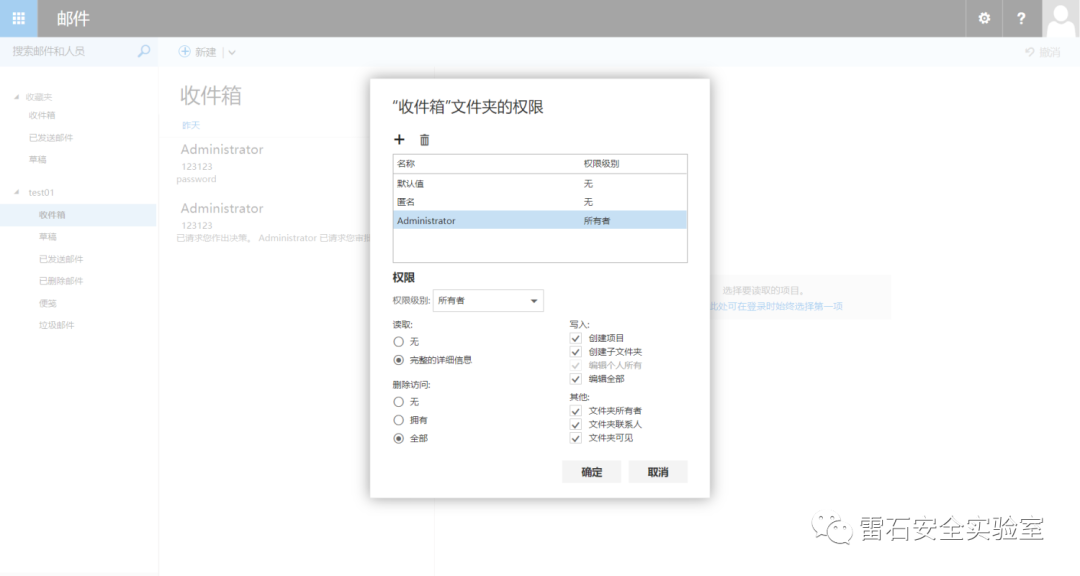 邮件
?
搜索邮件和人员
新建
撤消
收藏夹
收件箱
已发送邮件
草稿
test01
收件箱
草稿
已发送邮件
已删除邮件
便笺
垃圾邮件
收件箱
昨天
Administrator
123123
password
Administrator
123123
已请求您作出决策。 Administrator 已请求您审批
"收件箱"文件夹的权限
名称 权限级别
默认值 无
匿名 无
Administrator 所有者
权限
权限级别: 所有者
读取:
无
完整的详细信息
删除访问:
无
拥有
全部
写入:
创建项目
创建子文件夹
编辑个人所有
编辑全部
其他:
文件夹所有者
文件夹联系人
文件夹可见
确定 取消
选择要读取的项目。
此处可在登录时始终选择第一项
雷石安全实验室